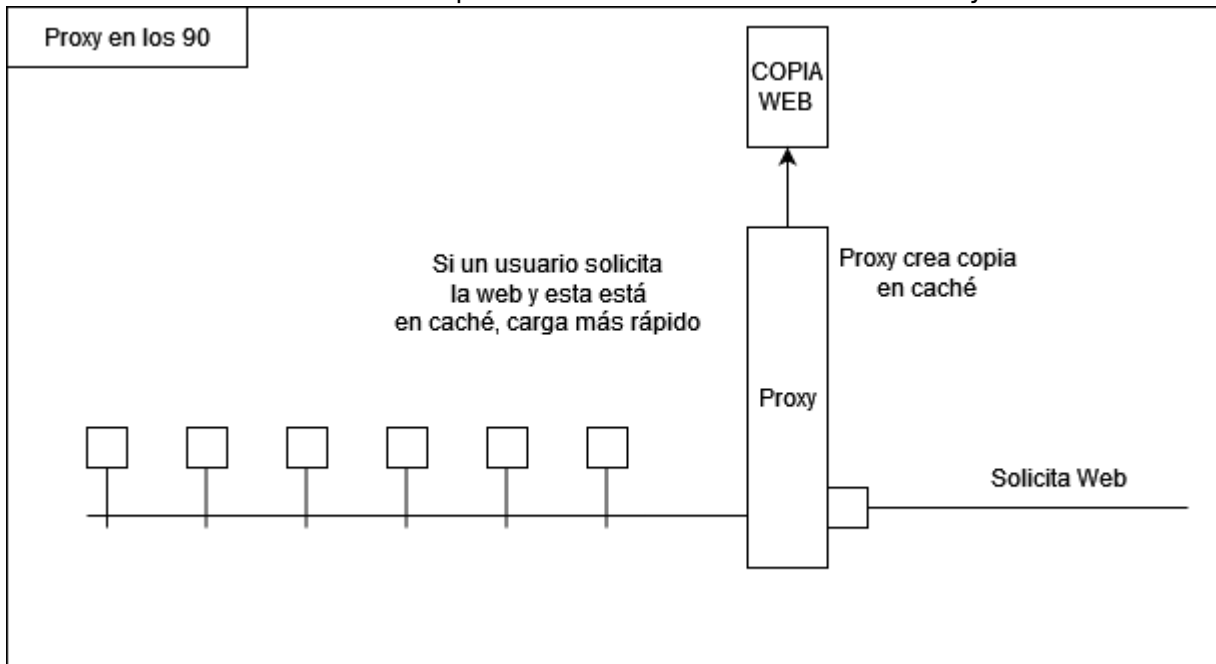 Proxy en los 90
COPIA
WEB
Si un usuario solicita
la web y esta está
en caché, carga más rápido
Proxy crea copia
en caché
Proxy
Solicita Web